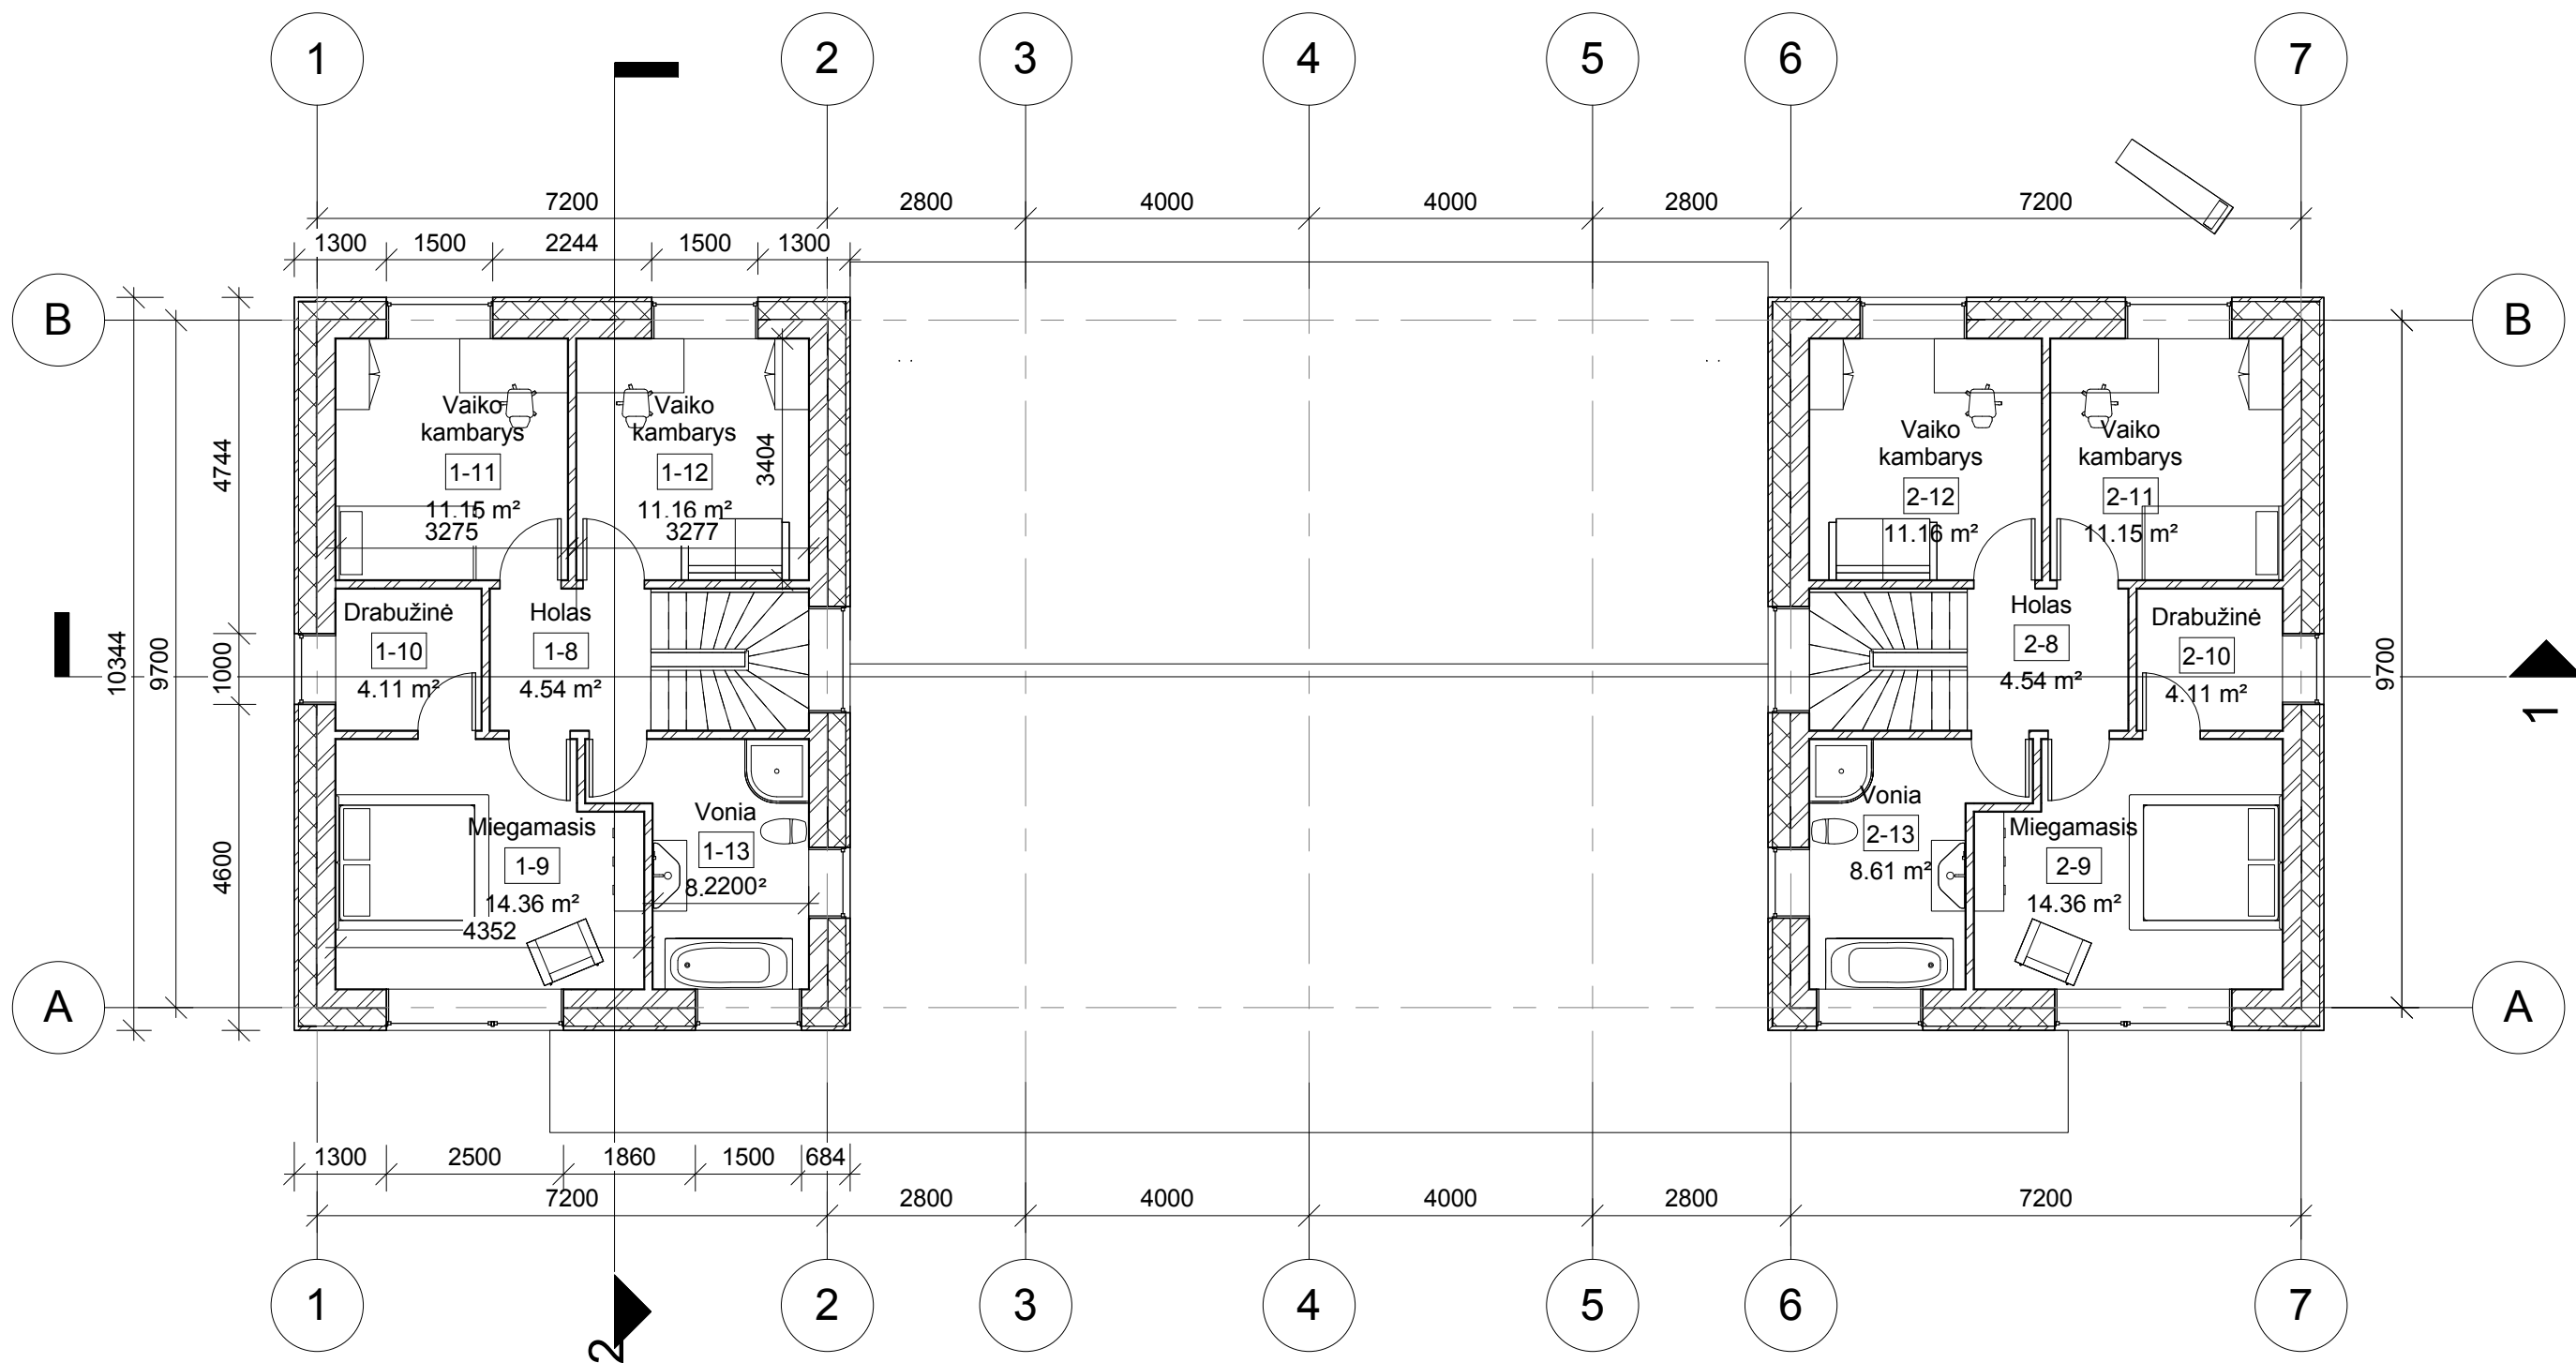 1 2 3 4 5 6 7
7200 2800 4000 4000 2800 7200
1300 1500 2244 1500 1300
B B
10344
9700
4744
1000
4600
9700
Vaiko
kambarys
1-11
11.15 m²
3275
Vaiko
kambarys
1-12
11.16 m²
3277
3404
Drabužinė
1-10
4.11 m²
Holas
1-8
4.54 m²
Miegamasis
1-9
14.36 m²
4352
Vonia
1-13
8.2200²
Vaiko
kambarys
2-12
11.16 m²
Vaiko
kambarys
2-11
11.15 m²
Holas
2-8
4.54 m²
Drabužinė
2-10
4.11 m²
Vonia
2-13
8.61 m²
Miegamasis
2-9
14.36 m²
1
A A
1300 2500 1860 1500 684
7200 2800 4000 4000 2800 7200
1 2 3 4 5 6 7
2